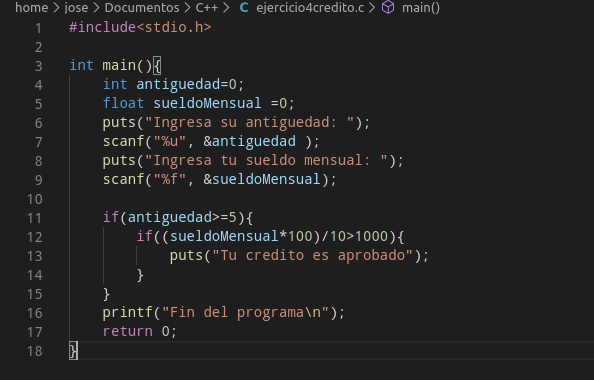 home > jose > Documentos > C++ > C ejercicio4credito.c > main()
1 #include<stdio.h>
2
3 int main(){
4 int antiguedad=0;
5 float sueldoMensual =0;
6 puts("Ingresa su antiguedad: ");
7 scanf("%u", &antiguedad );
8 puts("Ingresa tu sueldo mensual: ");
9 scanf("%f", &sueldoMensual);
10
11 if(antiguedad>=5){
12 if((sueldoMensual*100)/10>1000){
13 puts("Tu credito es aprobado");
14 }
15 }
16 printf("Fin del programa\n");
17 return 0;
18 }